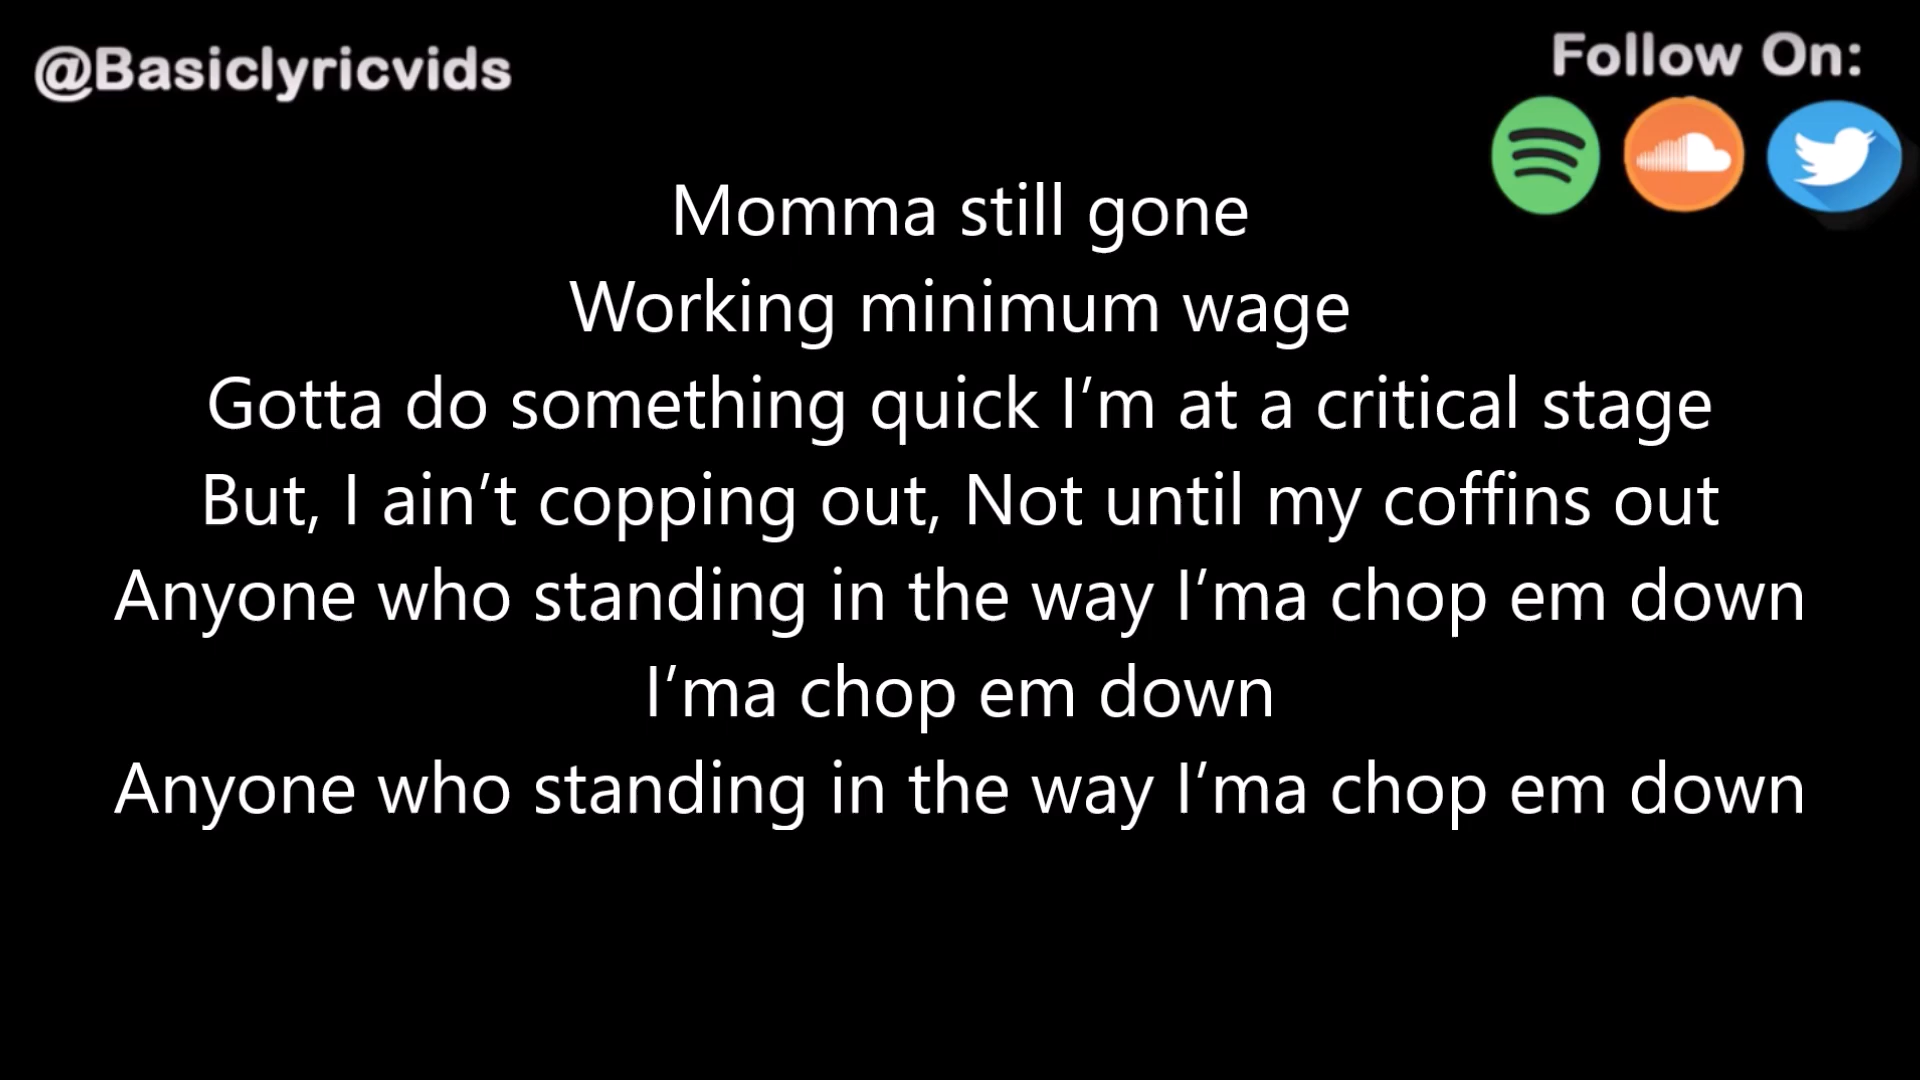 @Basiclyricvids
Follow On:
Momma still gone
Working minimum wage
Gotta do something quick I’m at a critical stage
But, I ain’t copping out, Not until my coffins out
Anyone who standing in the way I’ma chop em down
I’ma chop em down
Anyone who standing in the way I’ma chop em down